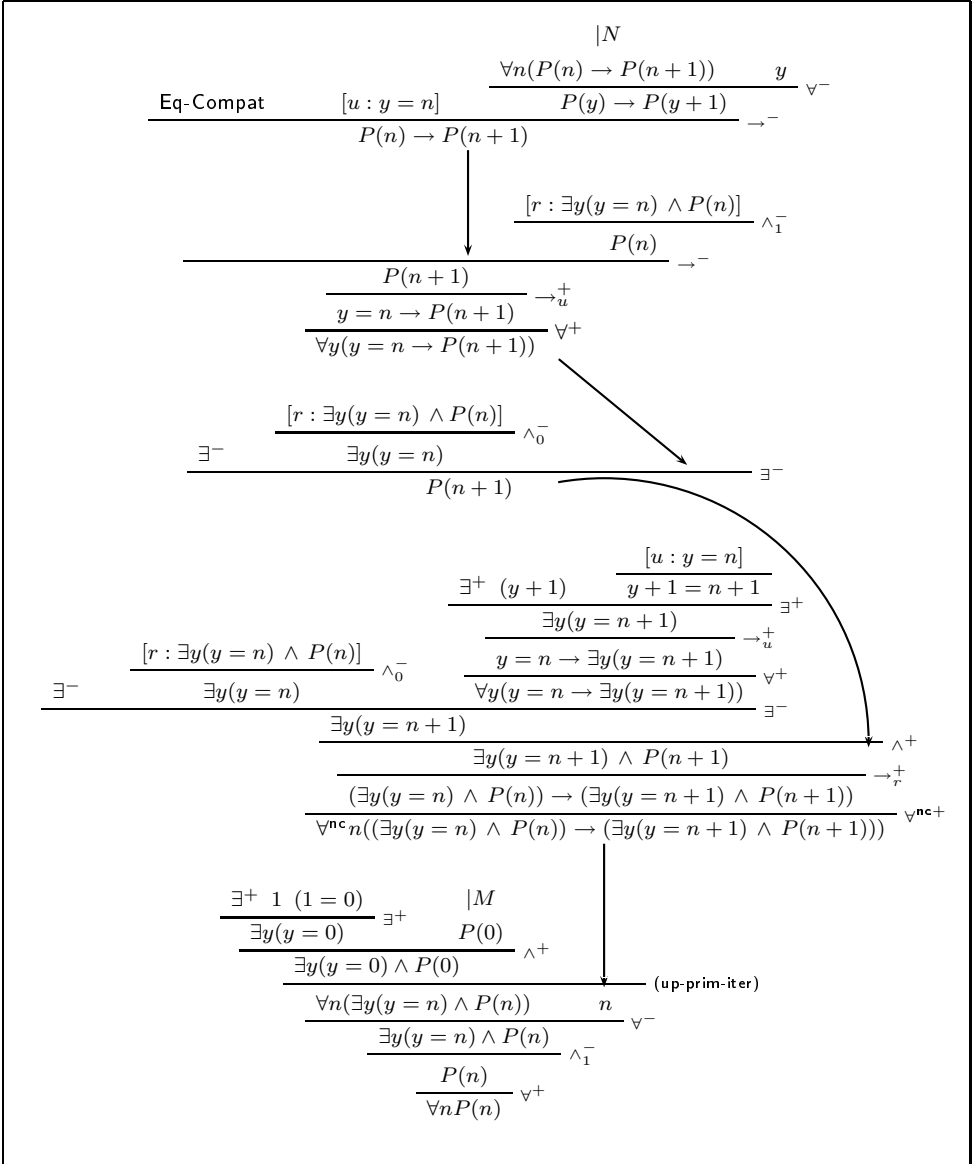 |N
∀n(P(n) → P(n + 1)) y
∀⁻
Eq-Compat [u : y = n] P(y) → P(y + 1)
→⁻
P(n) → P(n + 1)
[r : ∃y(y = n) ∧ P(n)]
∧₁⁻
P(n)
→⁻
P(n + 1)
→ᵤ⁺
y = n → P(n + 1)
∀⁺
∀y(y = n → P(n + 1))
[r : ∃y(y = n) ∧ P(n)]
∧₀⁻
∃⁻ ∃y(y = n)
∃⁻
P(n + 1)
[u : y = n]
∃⁺ (y + 1) y + 1 = n + 1
∃⁺
∃y(y = n + 1)
→ᵤ⁺
[r : ∃y(y = n) ∧ P(n)] y = n → ∃y(y = n + 1)
∧₀⁻ ∀⁺
∃⁻ ∃y(y = n) ∀y(y = n → ∃y(y = n + 1))
∃⁻
∃y(y = n + 1)
∧⁺
∃y(y = n + 1) ∧ P(n + 1)
→ᵣ⁺
(∃y(y = n) ∧ P(n)) → (∃y(y = n + 1) ∧ P(n + 1))
∀ⁿᶜ⁺
∀ⁿᶜn((∃y(y = n) ∧ P(n)) → (∃y(y = n + 1) ∧ P(n + 1)))
∃⁺ 1 (1 = 0) |M
∃⁺
∃y(y = 0) P(0)
∧⁺
∃y(y = 0) ∧ P(0)
(up-prim-iter)
∀n(∃y(y = n) ∧ P(n)) n
∀⁻
∃y(y = n) ∧ P(n)
∧₁⁻
P(n)
∀⁺
∀nP(n)